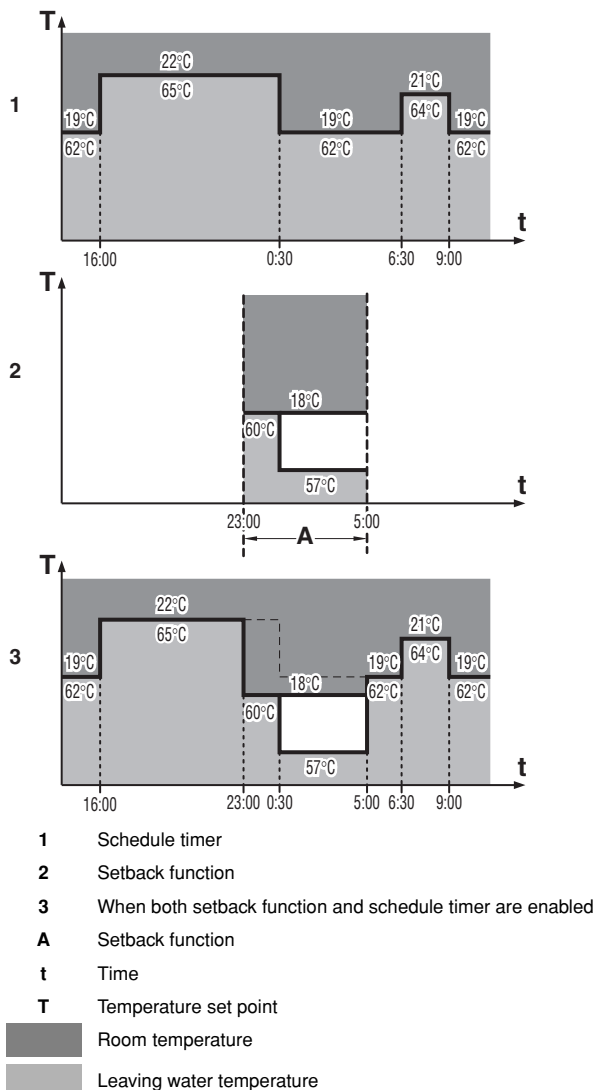 T
22°C
65°C
21°C
64°C
1
19°C
19°C
19°C
62°C
62°C
62°C
t
16:00
0:30
6:30
9:00
T
2
18°C
60°C
57°C
t
23:00
5:00
A
T
22°C
65°C
21°C
64°C
3
19°C
19°C
19°C
18°C
62°C
62°C
62°C
60°C
57°C
t
16:00
23:00
0:30
5:00
6:30
9:00
1 Schedule timer
2 Setback function
3 When both setback function and schedule timer are enabled
A Setback function
t Time
T Temperature set point
Room temperature
Leaving water temperature